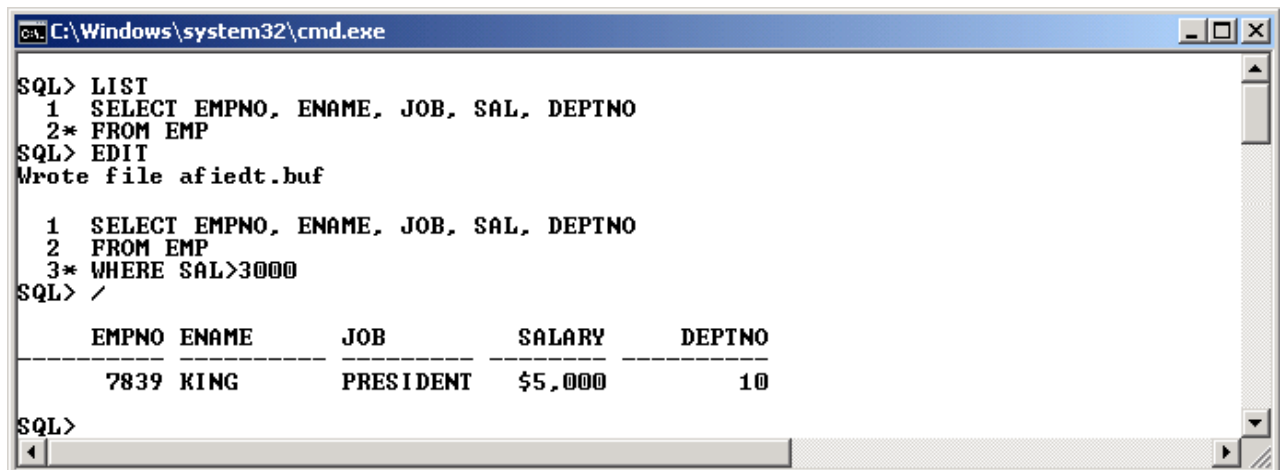 C:\Windows\system32\cmd.exe
SQL> LIST
  1  SELECT EMPNO, ENAME, JOB, SAL, DEPTNO
  2* FROM EMP
SQL> EDIT
Wrote file afiedt.buf
  1  SELECT EMPNO, ENAME, JOB, SAL, DEPTNO
  2  FROM EMP
  3* WHERE SAL>3000
SQL> /
     EMPNO ENAME      JOB          SALARY     DEPTNO
---------- ---------- --------- -------- ----------
      7839 KING       PRESIDENT   $5,000         10
SQL>